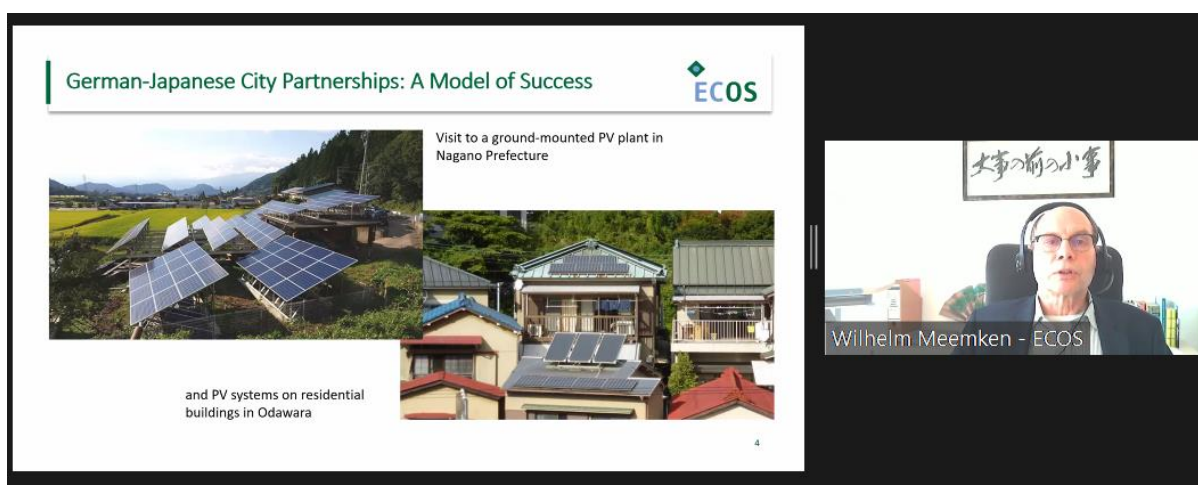 German-Japanese City Partnerships: A Model of Success
ECOS
Visit to a ground-mounted PV plant in
Nagano Prefecture
and PV systems on residential
buildings in Odawara
4
大事の前の小事
Wilhelm Meemken - ECOS